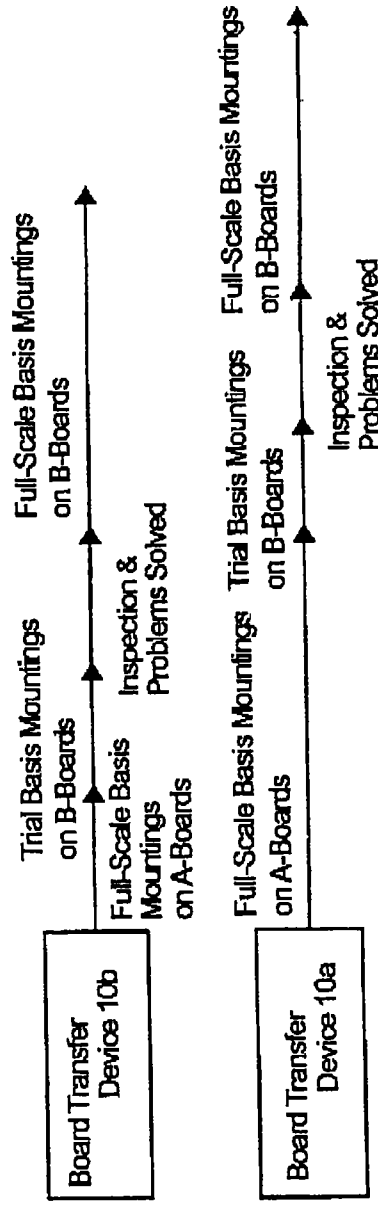 Board Transfer
Device 10b
Full-Scale Basis
Mountings
on A-Boards
Trial Basis Mountings
on B-Boards
Inspection &
Problems Solved
Full-Scale Basis Mountings
on B-Boards
Board Transfer
Device 10a
Full-Scale Basis Mountings
on A-Boards
Trial Basis Mountings
on B-Boards
Inspection &
Problems Solved
Full-Scale Basis Mountings
on B-Boards